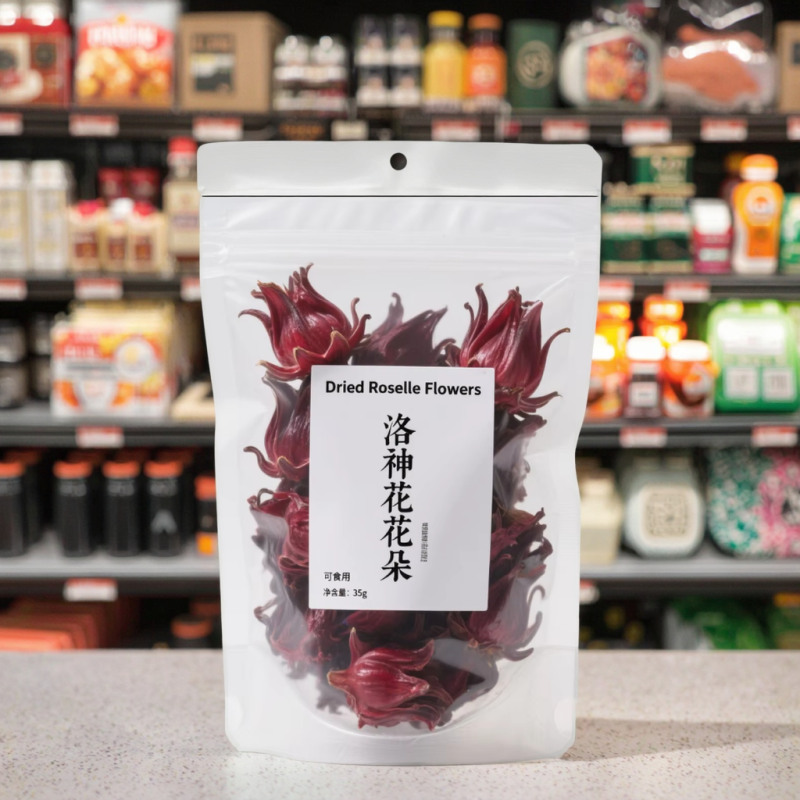 Dried Roselle Flowers
洛神花花朵
可食用
净含量：35g